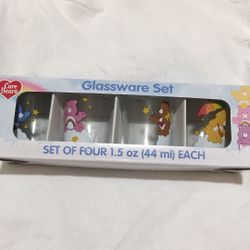 Care
Bears
Glassware Set
SET OF FOUR 1.5 oz (44 ml) EACH